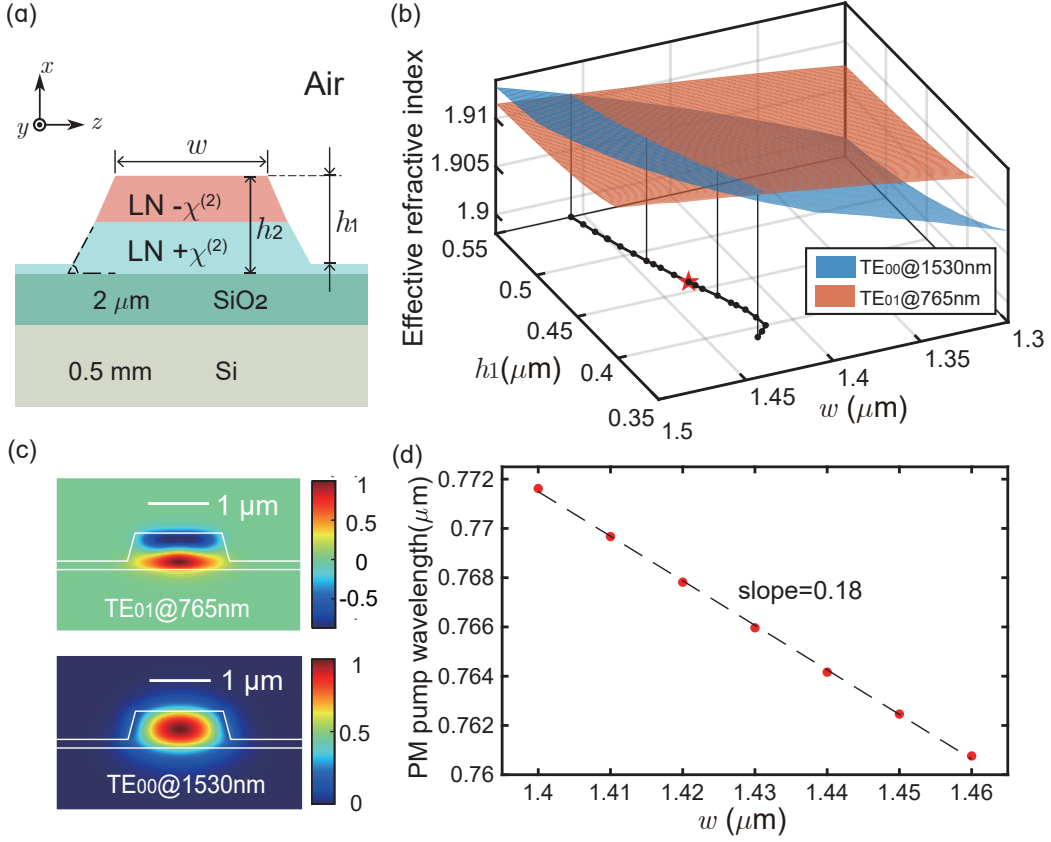 (a)
x
y
z
Air
w
LN -χ(2)
h2
h1
LN +χ(2)
2 μm SiO2
0.5 mm Si
(b)
Effective refractive index
1.91
1.905
1.9
0.55
0.5
0.45
0.4
0.35
h1(μm)
1.5
1.45
1.4
1.35
1.3
w (μm)
TE00@1530nm
TE01@765nm
(c)
1 μm
TE01@765nm
1
0.5
0
-0.5
1 μm
TE00@1530nm
1
0.5
0
(d)
PM pump wavelength(μm)
0.772
0.77
0.768
0.766
0.764
0.762
0.76
slope=0.18
1.4 1.41 1.42 1.43 1.44 1.45 1.46
w (μm)